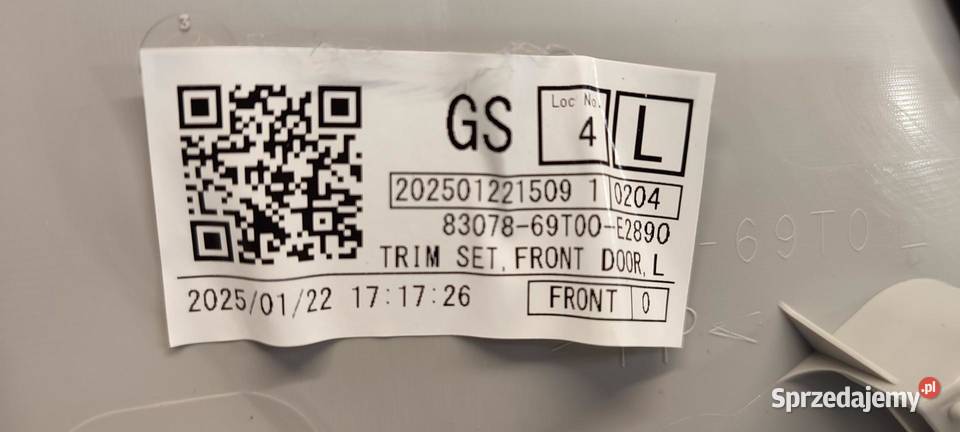 3
GS
Loc No.
4
L
202501221509 1 0204
83078-69T00-E2890
TRIM SET, FRONT DOOR, L
2025/01/22 17:17:26
FRONT 0
-69T0
Sprzedajemy.pl